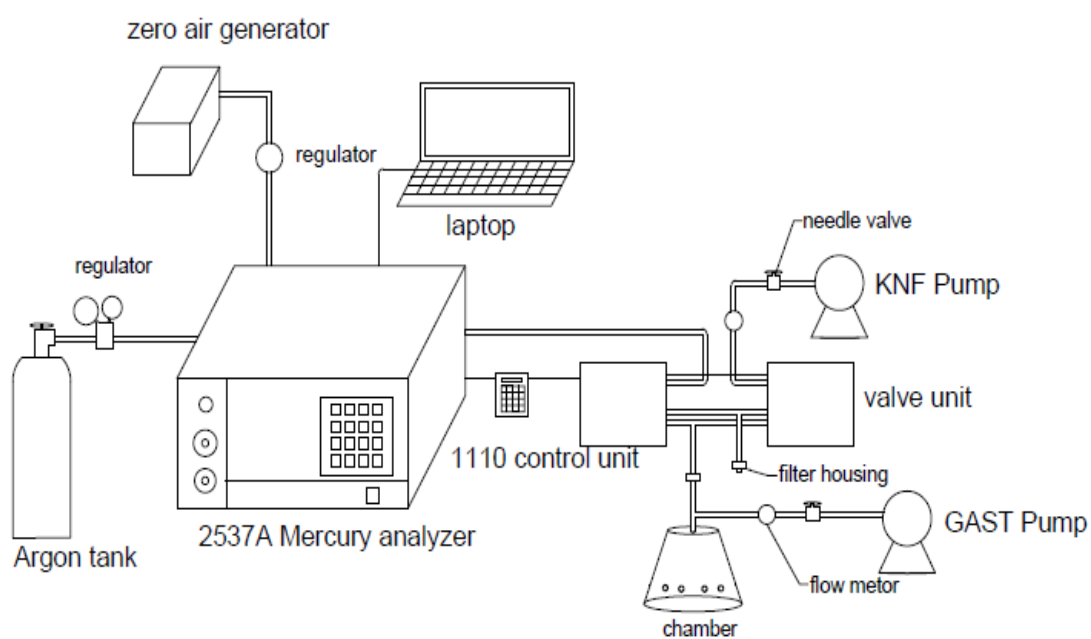 zero air generator
regulator
laptop
needle valve
KNF Pump
regulator
valve unit
1110 control unit
filter housing
2537A Mercury analyzer
GAST Pump
Argon tank
flow metor
chamber